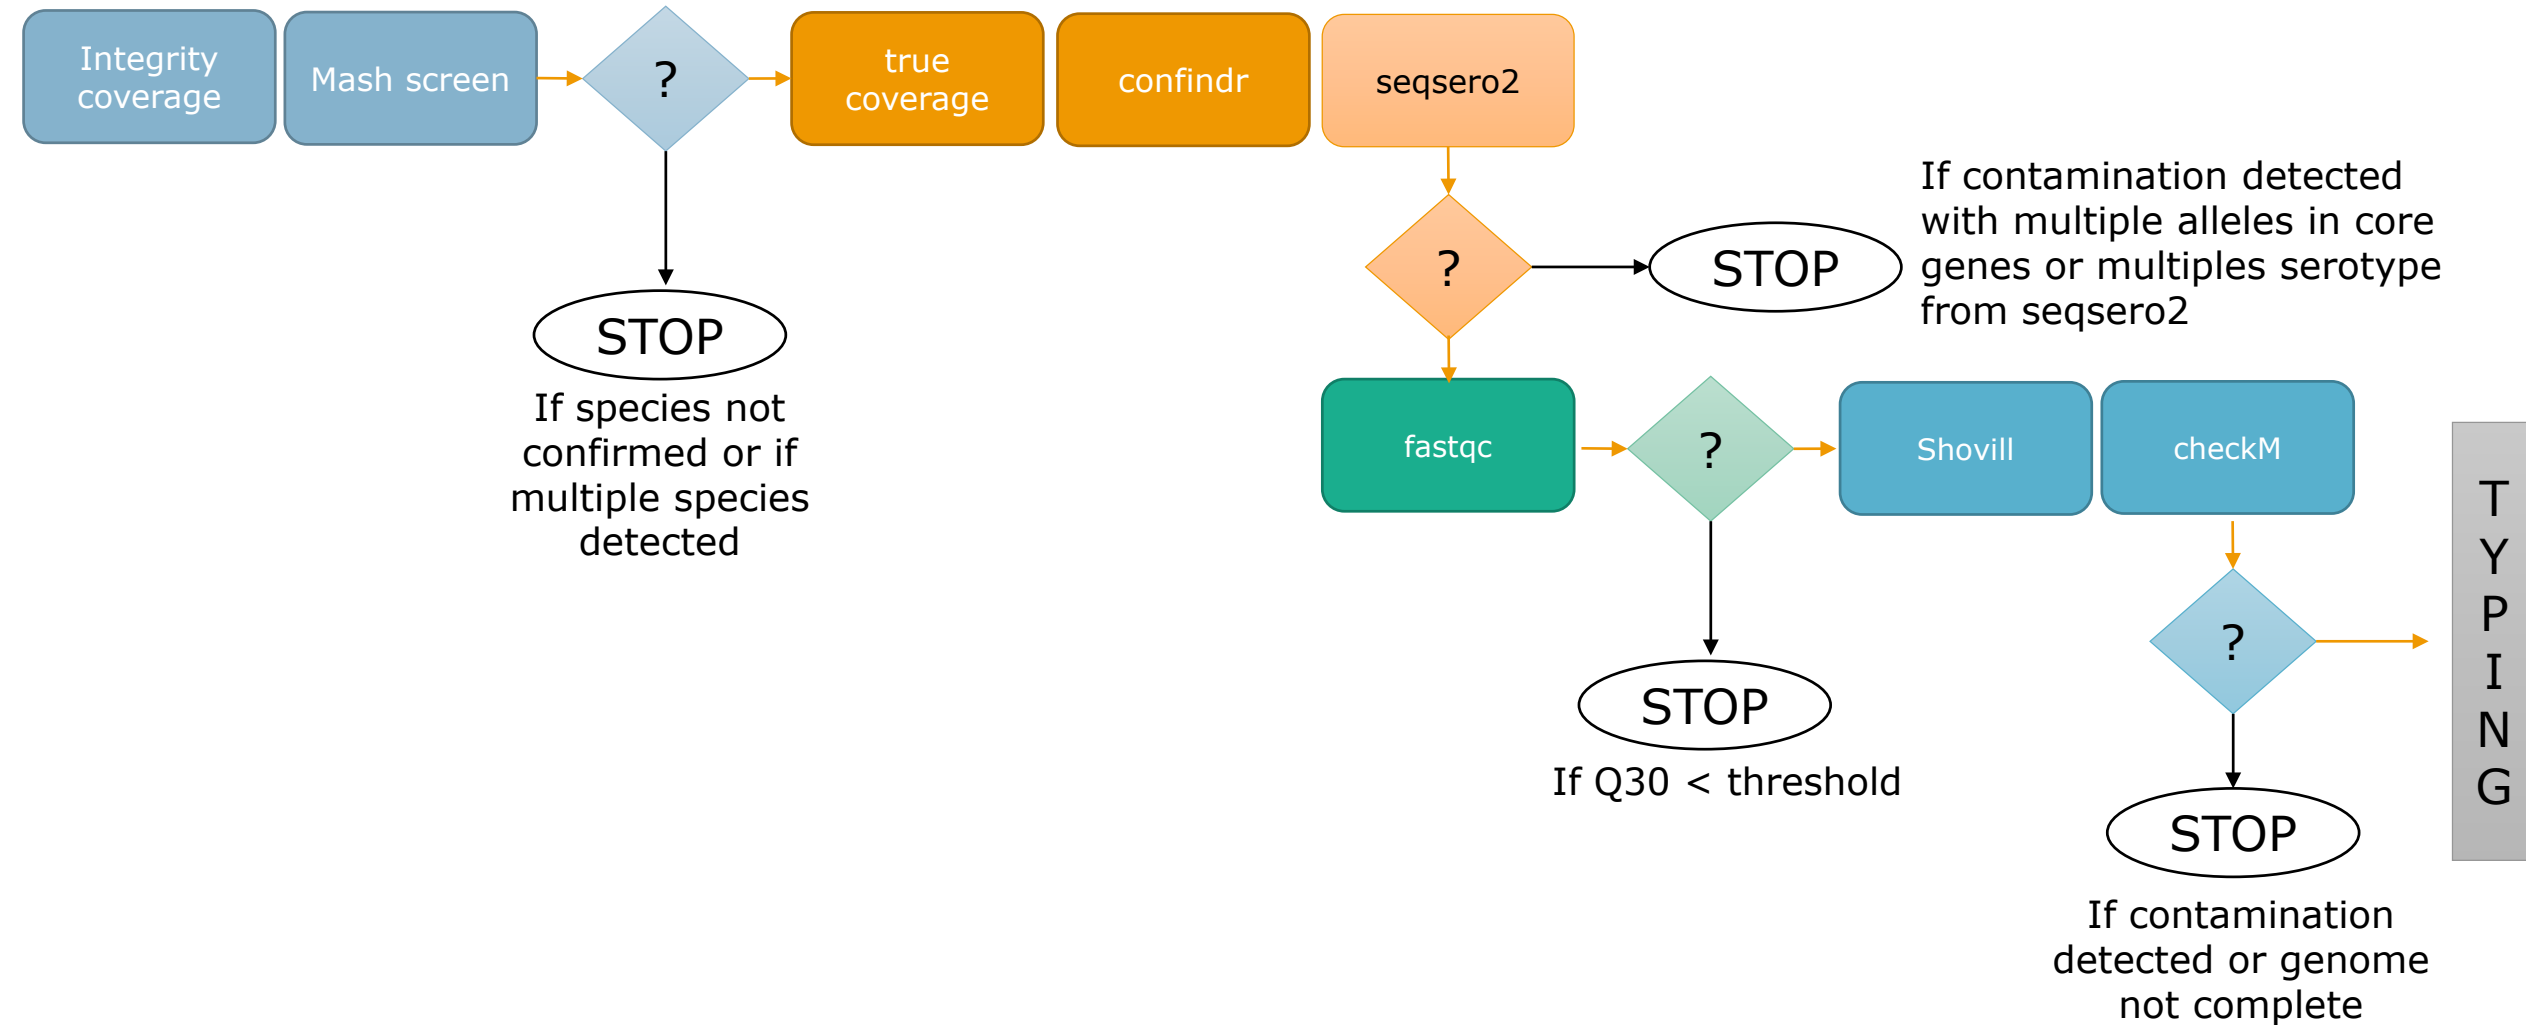 Integrity
coverage
Mash screen
?
true
coverage
confindr
seqsero2
STOP
If species not
confirmed or if
multiple species
detected
?
STOP
If contamination detected
with multiple alleles in core
genes or multiples serotype
from seqsero2
fastqc
?
Shovill
checkM
STOP
If Q30 < threshold
?
STOP
If contamination
detected or genome
not complete
T
Y
P
I
N
G